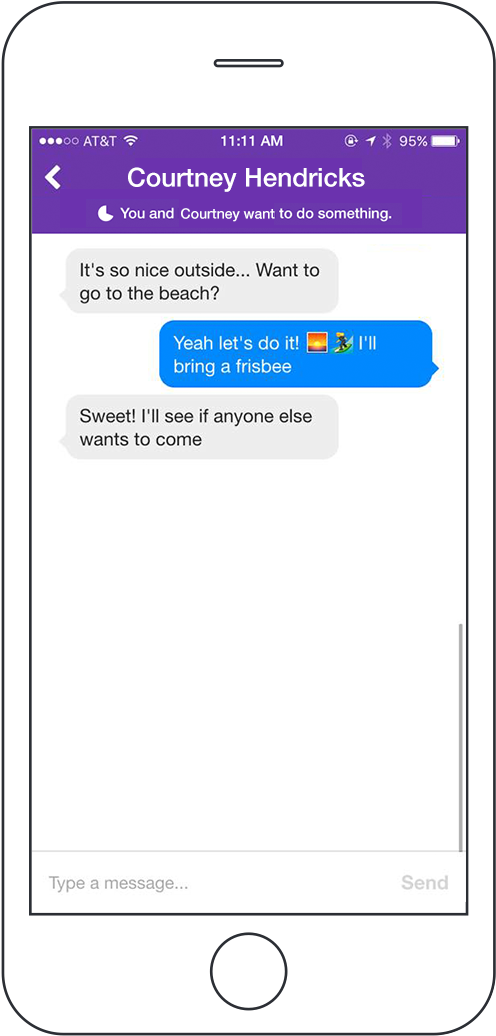 AT&T 11:11 AM 95%
Courtney Hendricks
You and Courtney want to do something.
It's so nice outside... Want to
go to the beach?
Yeah let's do it! 🌅 🏄 I'll
bring a frisbee
Sweet! I'll see if anyone else
wants to come
Type a message... Send